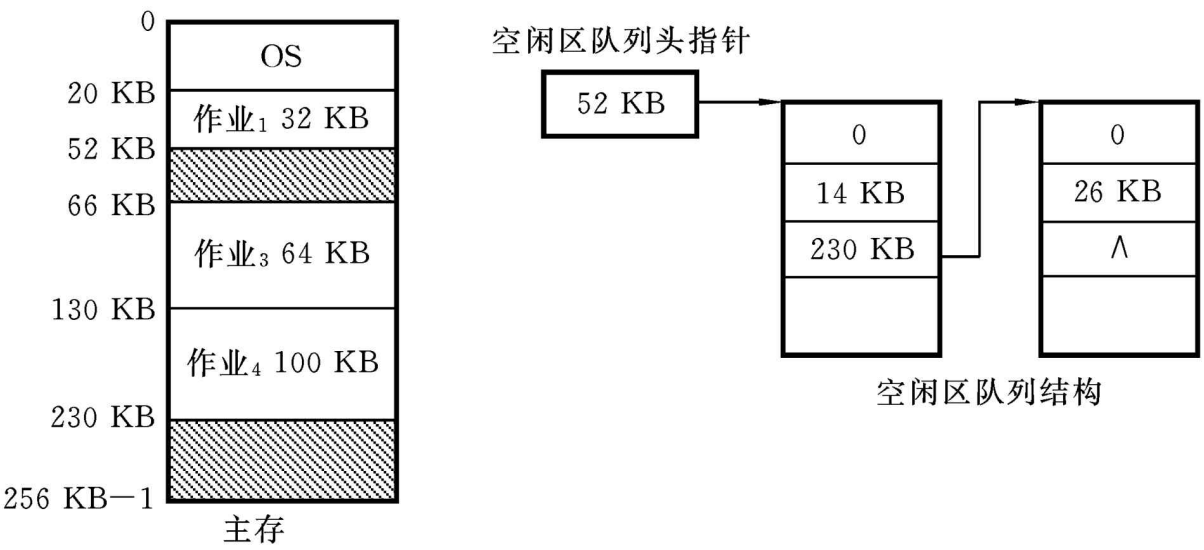 0
OS
20 KB
作业₁ 32 KB
52 KB
66 KB
作业₃ 64 KB
130 KB
作业₄ 100 KB
230 KB
256 KB－1
主存
空闲区队列头指针
52 KB
0
14 KB
230 KB
0
26 KB
∧
空闲区队列结构